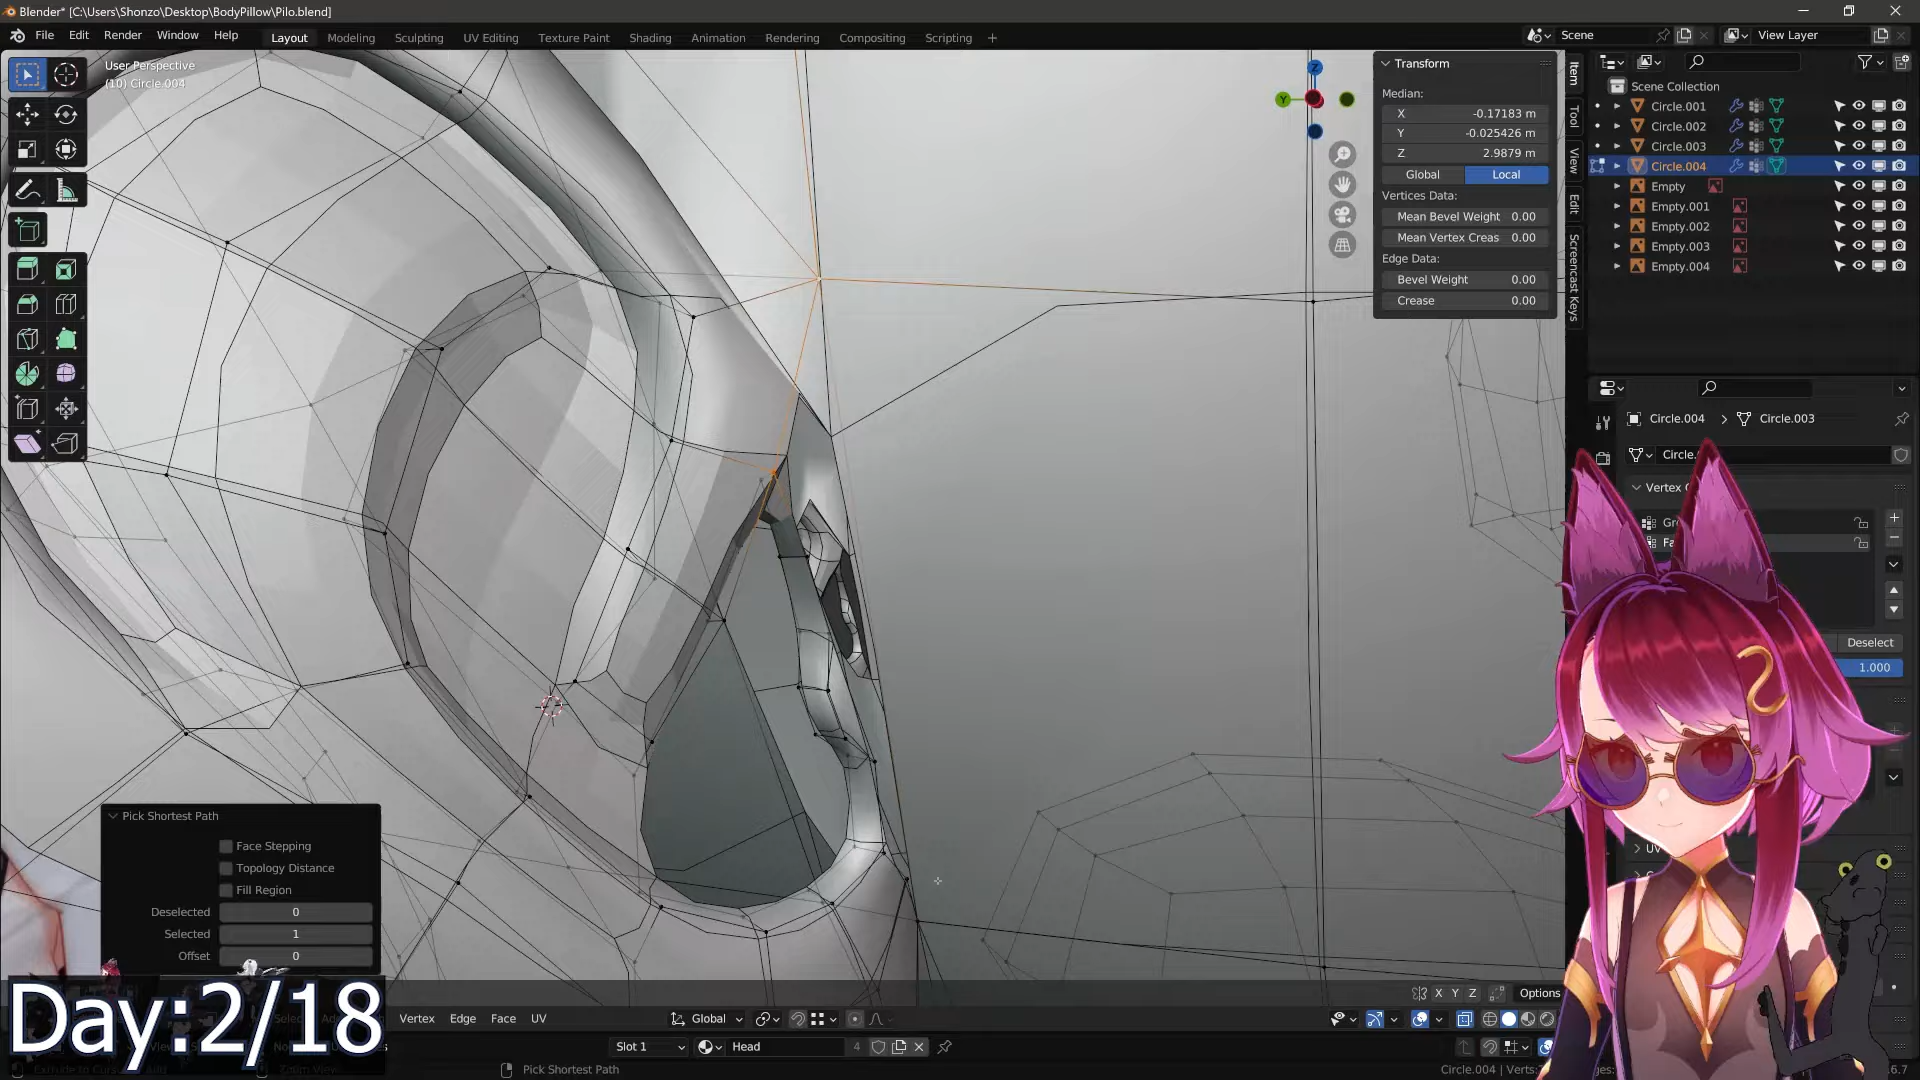 Blender* [C:\Users\Shonzo\Desktop\BodyPillow\Pilo.blend]
File Edit Render Window Help Layout Modeling Sculpting UV Editing Texture Paint Shading Animation Rendering Compositing Scripting + Scene View Layer
User Perspective
(10) Circle.004
Z
Y
Transform
Median:
X -0.17183 m
Y -0.025426 m
Z 2.9879 m
Global Local
Vertices Data:
Mean Bevel Weight 0.00
Mean Vertex Creas 0.00
Edge Data:
Bevel Weight 0.00
Crease 0.00
Item
Tool
View
Edit
Screencast Keys
Scene Collection
Circle.001
Circle.002
Circle.003
Circle.004
Empty
Empty.001
Empty.002
Empty.003
Empty.004
Circle.004 > Circle.003
Vertex
Deselect
1.000
UV
Pick Shortest Path
Face Stepping
Topology Distance
Fill Region
Deselected 0
Selected 1
Offset 0
Day:2/18
X Y Z Options
Vertex Edge Face UV Global
Slot 1 Head 4
Pick Shortest Path
Circle.004 | Verts: